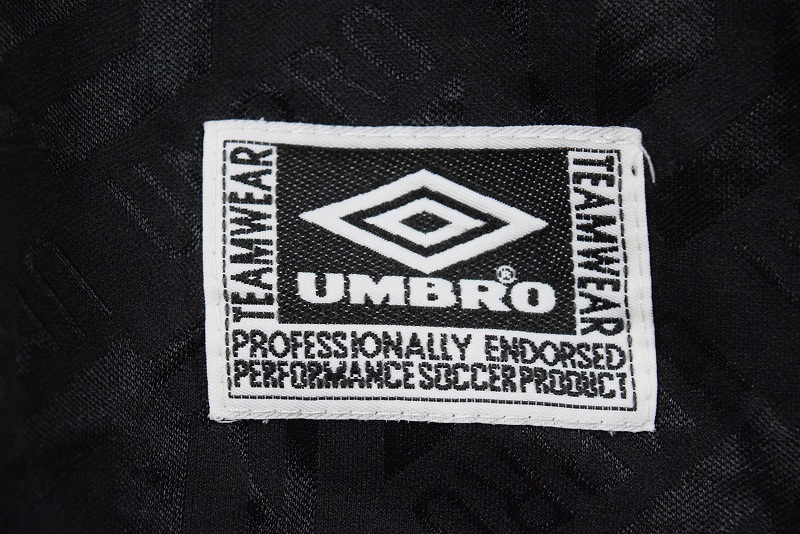 TEAMWEAR
UMBRO®
TEAMWEAR
PROFESSIONALLY ENDORSED
PERFORMANCE SOCCER PRODUCT